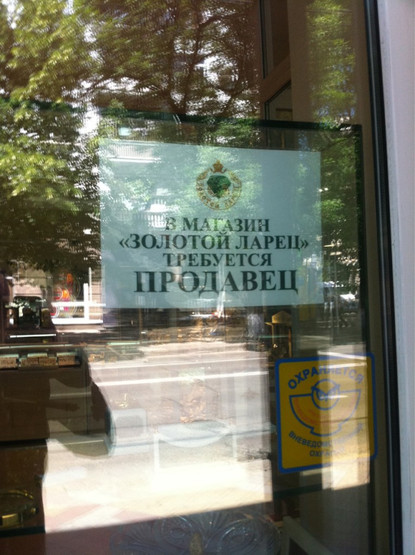 В МАГАЗИН
«ЗОЛОТОЙ ЛАРЕЦ»
ТРЕБУЕТСЯ
ПРОДАВЕЦ
ОХРАНЯЕТСЯ